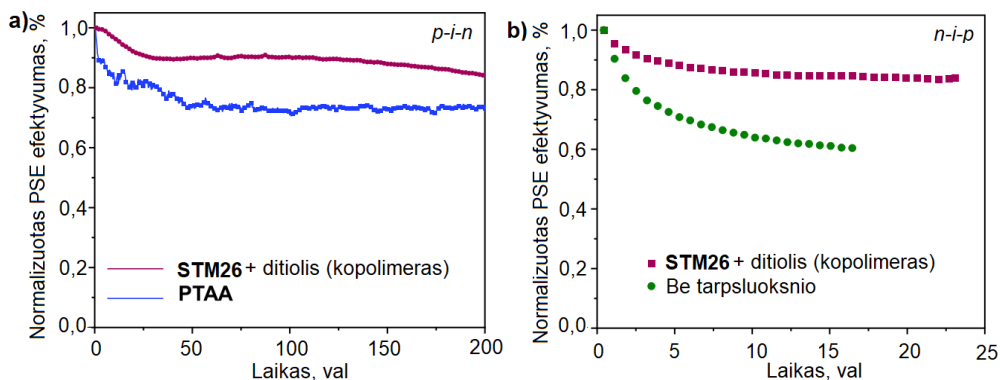 a)
p-i-n
Normalizuotas PSE efektyvumas, %
1,0
0,8
0,6
0,4
0,2
0,0
STM26 + ditiolis (kopolimeras)
PTAA
0 50 100 150 200
Laikas, val
b)
n-i-p
Normalizuotas PSE efektyvumas, %
1,0
0,8
0,6
0,4
0,2
0,0
STM26 + ditiolis (kopolimeras)
Be tarpsluoksnio
0 5 10 15 20 25
Laikas, val